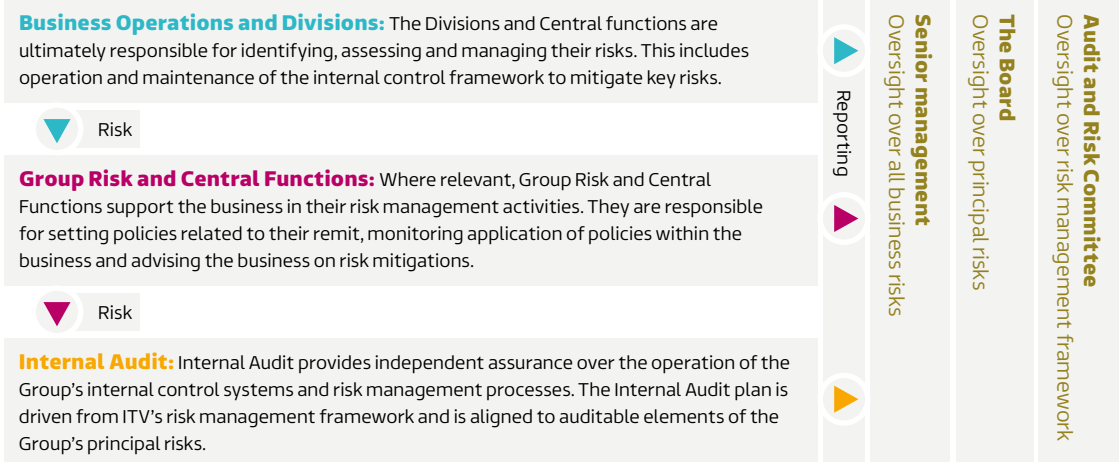 Business Operations and Divisions: The Divisions and Central functions are
ultimately responsible for identifying, assessing and managing their risks. This includes
operation and maintenance of the internal control framework to mitigate key risks.
Risk
Group Risk and Central Functions: Where relevant, Group Risk and Central
Functions support the business in their risk management activities. They are responsible
for setting policies related to their remit, monitoring application of policies within the
business and advising the business on risk mitigations.
Risk
Internal Audit: Internal Audit provides independent assurance over the operation of the
Group’s internal control systems and risk management processes. The Internal Audit plan is
driven from ITV’s risk management framework and is aligned to auditable elements of the
Group’s principal risks.
Reporting
Senior management
Oversight over all business risks
The Board
Oversight over principal risks
Audit and Risk Committee
Oversight over risk management framework